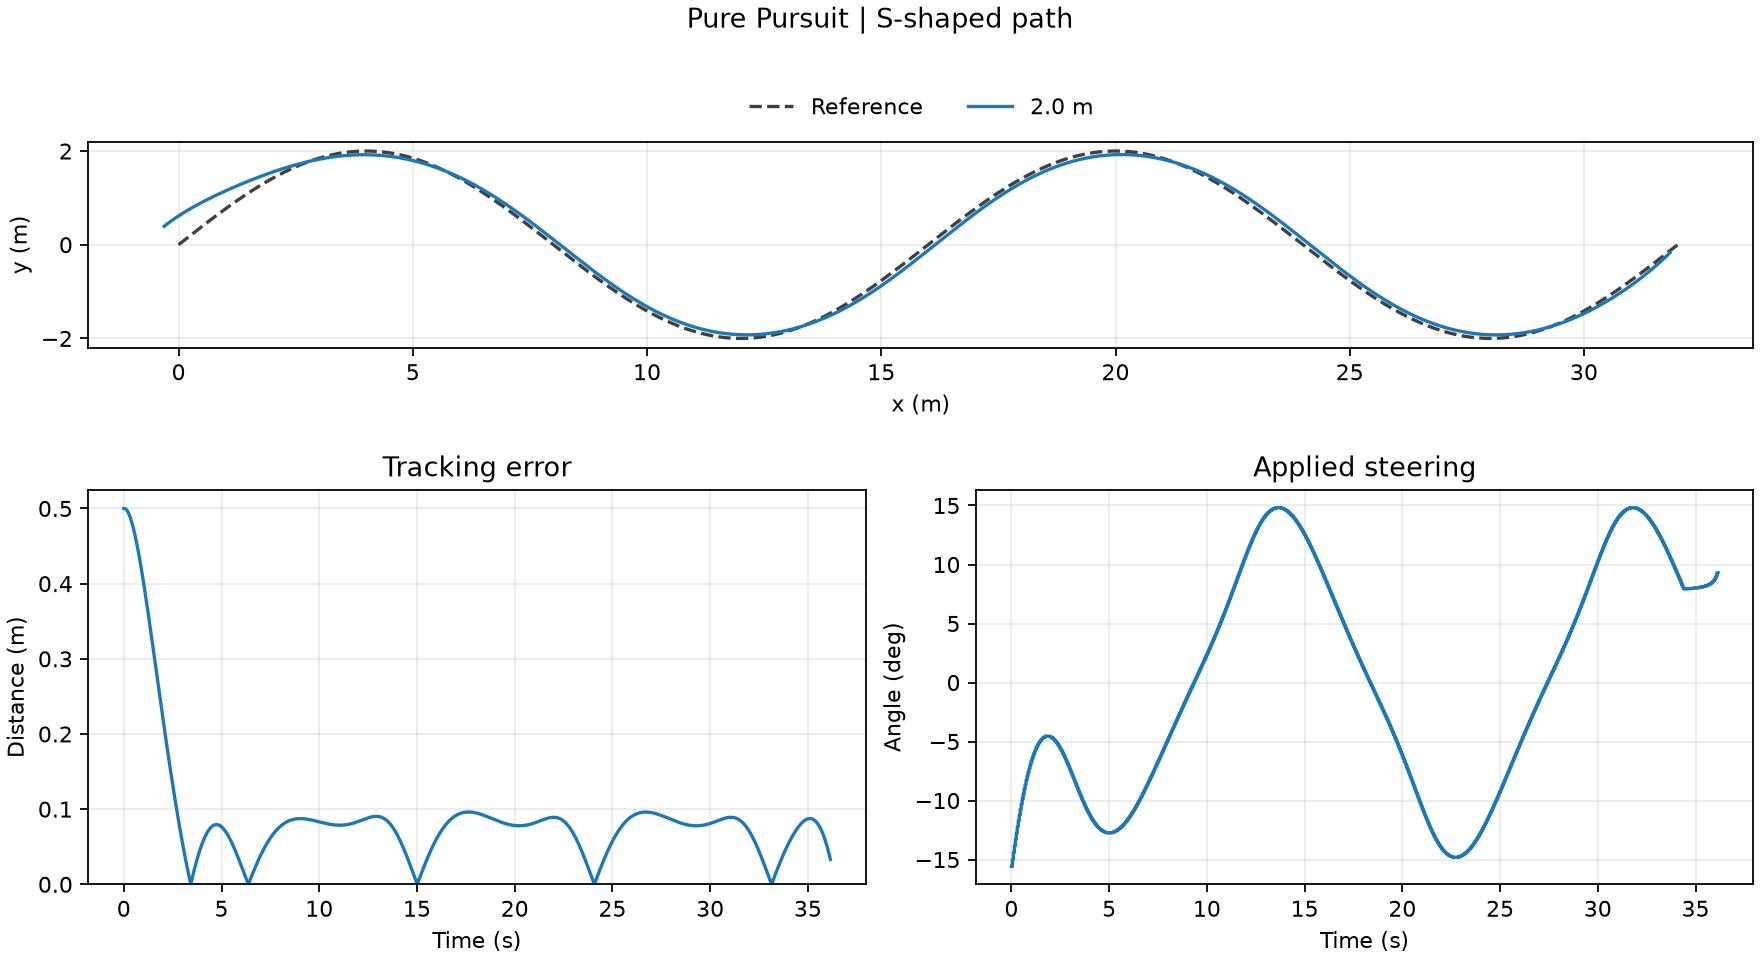 Pure Pursuit | S-shaped path
Reference 2.0 m
2
0
−2
y (m)
0 5 10 15 20 25 30
x (m)
Tracking error
0.5
0.4
0.3
0.2
0.1
0.0
Distance (m)
0 5 10 15 20 25 30 35
Time (s)
Applied steering
15
10
5
0
−5
−10
−15
Angle (deg)
0 5 10 15 20 25 30 35
Time (s)